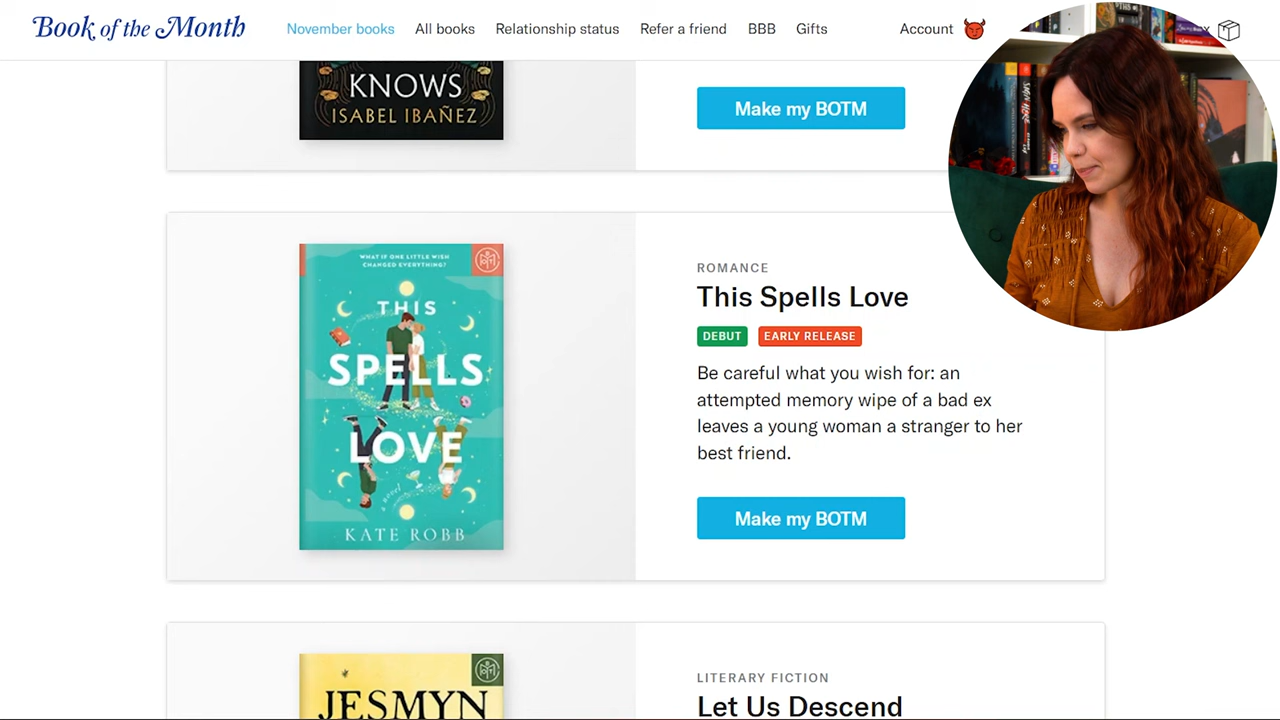 Book of the Month
November books
All books
Relationship status
Refer a friend
BBB
Gifts
Account
KNOWS
ISABEL IBAÑEZ
Make my BOTM
WHAT IF ONE LITTLE WISH
CHANGED EVERYTHING?
THIS
SPELLS
LOVE
a novel
KATE ROBB
ROMANCE
This Spells Love
DEBUT
EARLY RELEASE
Be careful what you wish for: an
attempted memory wipe of a bad ex
leaves a young woman a stranger to her
best friend.
Make my BOTM
JESMYN
LITERARY FICTION
Let Us Descend